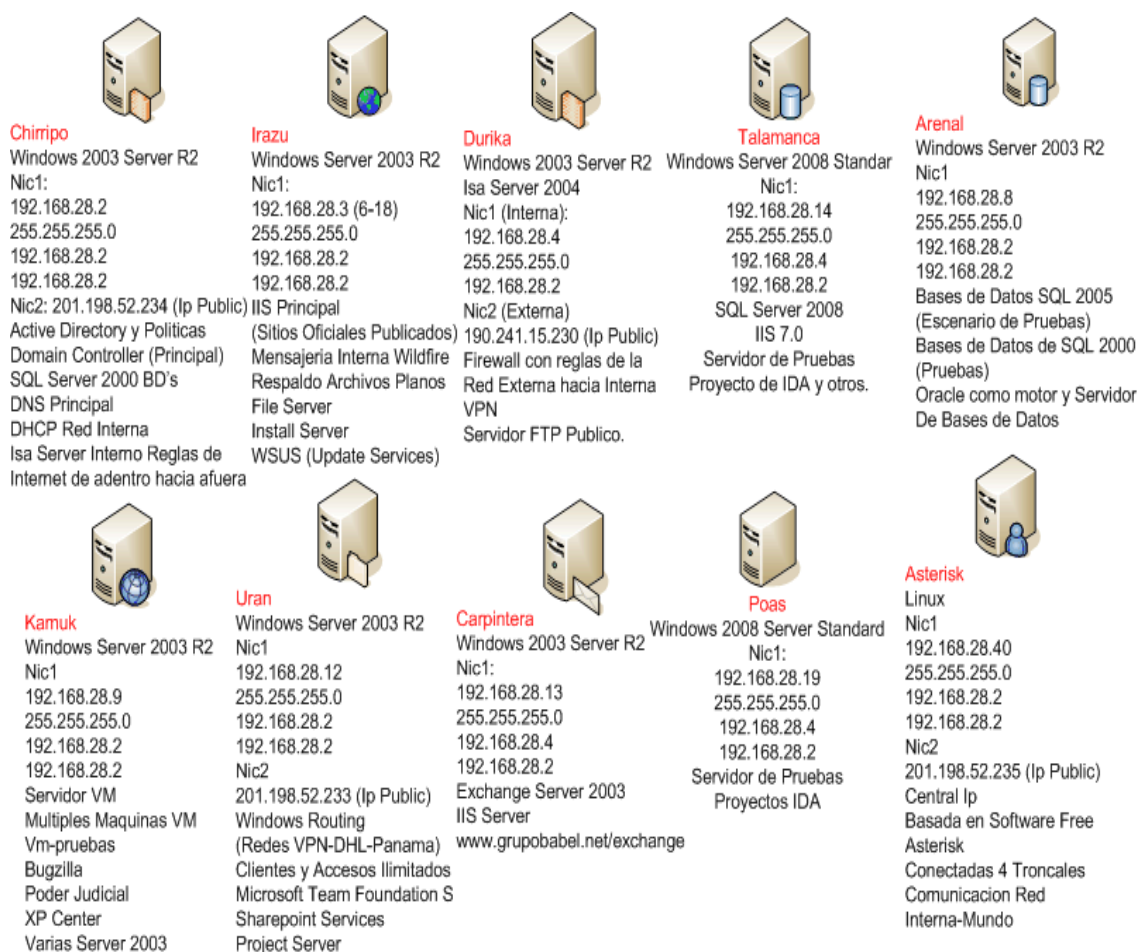 Chirripo
Windows 2003 Server R2
Nic1:
192.168.28.2
255.255.255.0
192.168.28.2
192.168.28.2
Nic2: 201.198.52.234 (Ip Public)
Active Directory y Politicas
Domain Controller (Principal)
SQL Server 2000 BD's
DNS Principal
DHCP Red Interna
Isa Server Interno Reglas de
Internet de adentro hacia afuera
Irazu
Windows Server 2003 R2
Nic1:
192.168.28.3 (6-18)
255.255.255.0
192.168.28.2
192.168.28.2
IIS Principal
(Sitios Oficiales Publicados)
Mensajeria Interna Wildfire
Respaldo Archivos Planos
File Server
Install Server
WSUS (Update Services)
Durika
Windows 2003 Server R2
Isa Server 2004
Nic1 (Interna):
192.168.28.4
255.255.255.0
192.168.28.2
Nic2 (Externa)
190.241.15.230 (Ip Public)
Firewall con reglas de la
Red Externa hacia Interna
VPN
Servidor FTP Publico.
Talamanca
Windows Server 2008 Standar
Nic1:
192.168.28.14
255.255.255.0
192.168.28.4
192.168.28.2
SQL Server 2008
IIS 7.0
Servidor de Pruebas
Proyecto de IDA y otros.
Arenal
Windows Server 2003 R2
Nic1
192.168.28.8
255.255.255.0
192.168.28.2
192.168.28.2
Bases de Datos SQL 2005
(Escenario de Pruebas)
Bases de Datos de SQL 2000
(Pruebas)
Oracle como motor y Servidor
De Bases de Datos
Kamuk
Windows Server 2003 R2
Nic1
192.168.28.9
255.255.255.0
192.168.28.2
192.168.28.2
Servidor VM
Multiples Maquinas VM
Vm-pruebas
Bugzilla
Poder Judicial
XP Center
Varias Server 2003
Uran
Windows Server 2003 R2
Nic1
192.168.28.12
255.255.255.0
192.168.28.2
192.168.28.2
Nic2
201.198.52.233 (Ip Public)
Windows Routing
(Redes VPN-DHL-Panama)
Clientes y Accesos Ilimitados
Microsoft Team Foundation S
Sharepoint Services
Project Server
Carpintera
Windows 2003 Server R2
Nic1:
192.168.28.13
255.255.255.0
192.168.28.4
192.168.28.2
Exchange Server 2003
IIS Server
www.grupobabel.net/exchange
Poas
Windows 2008 Server Standard
Nic1:
192.168.28.19
255.255.255.0
192.168.28.4
192.168.28.2
Servidor de Pruebas
Proyectos IDA
Asterisk
Linux
Nic1
192.168.28.40
255.255.255.0
192.168.28.2
192.168.28.2
Nic2
201.198.52.235 (Ip Public)
Central Ip
Basada en Software Free
Asterisk
Conectadas 4 Troncales
Comunicacion Red
Interna-Mundo